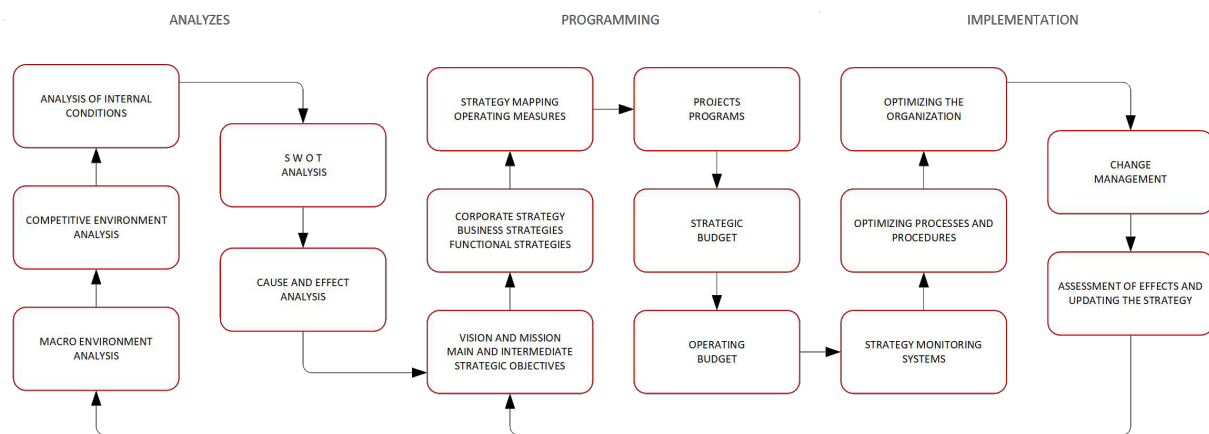 ANALYZES
PROGRAMMING
IMPLEMENTATION
ANALYSIS OF INTERNAL
CONDITIONS
S W O T
ANALYSIS
COMPETITIVE ENVIRONMENT
ANALYSIS
CAUSE AND EFFECT
ANALYSIS
MACRO ENVIRONMENT
ANALYSIS
STRATEGY MAPPING
OPERATING MEASURES
PROJECTS
PROGRAMS
CORPORATE STRATEGY
BUSINESS STRATEGIES
FUNCTIONAL STRATEGIES
STRATEGIC
BUDGET
VISION AND MISSION
MAIN AND INTERMEDIATE
STRATEGIC OBJECTIVES
OPERATING
BUDGET
OPTIMIZING THE
ORGANIZATION
CHANGE
MANAGEMENT
OPTIMIZING PROCESSES AND
PROCEDURES
ASSESSMENT OF EFFECTS AND
UPDATING THE STRATEGY
STRATEGY MONITORING
SYSTEMS